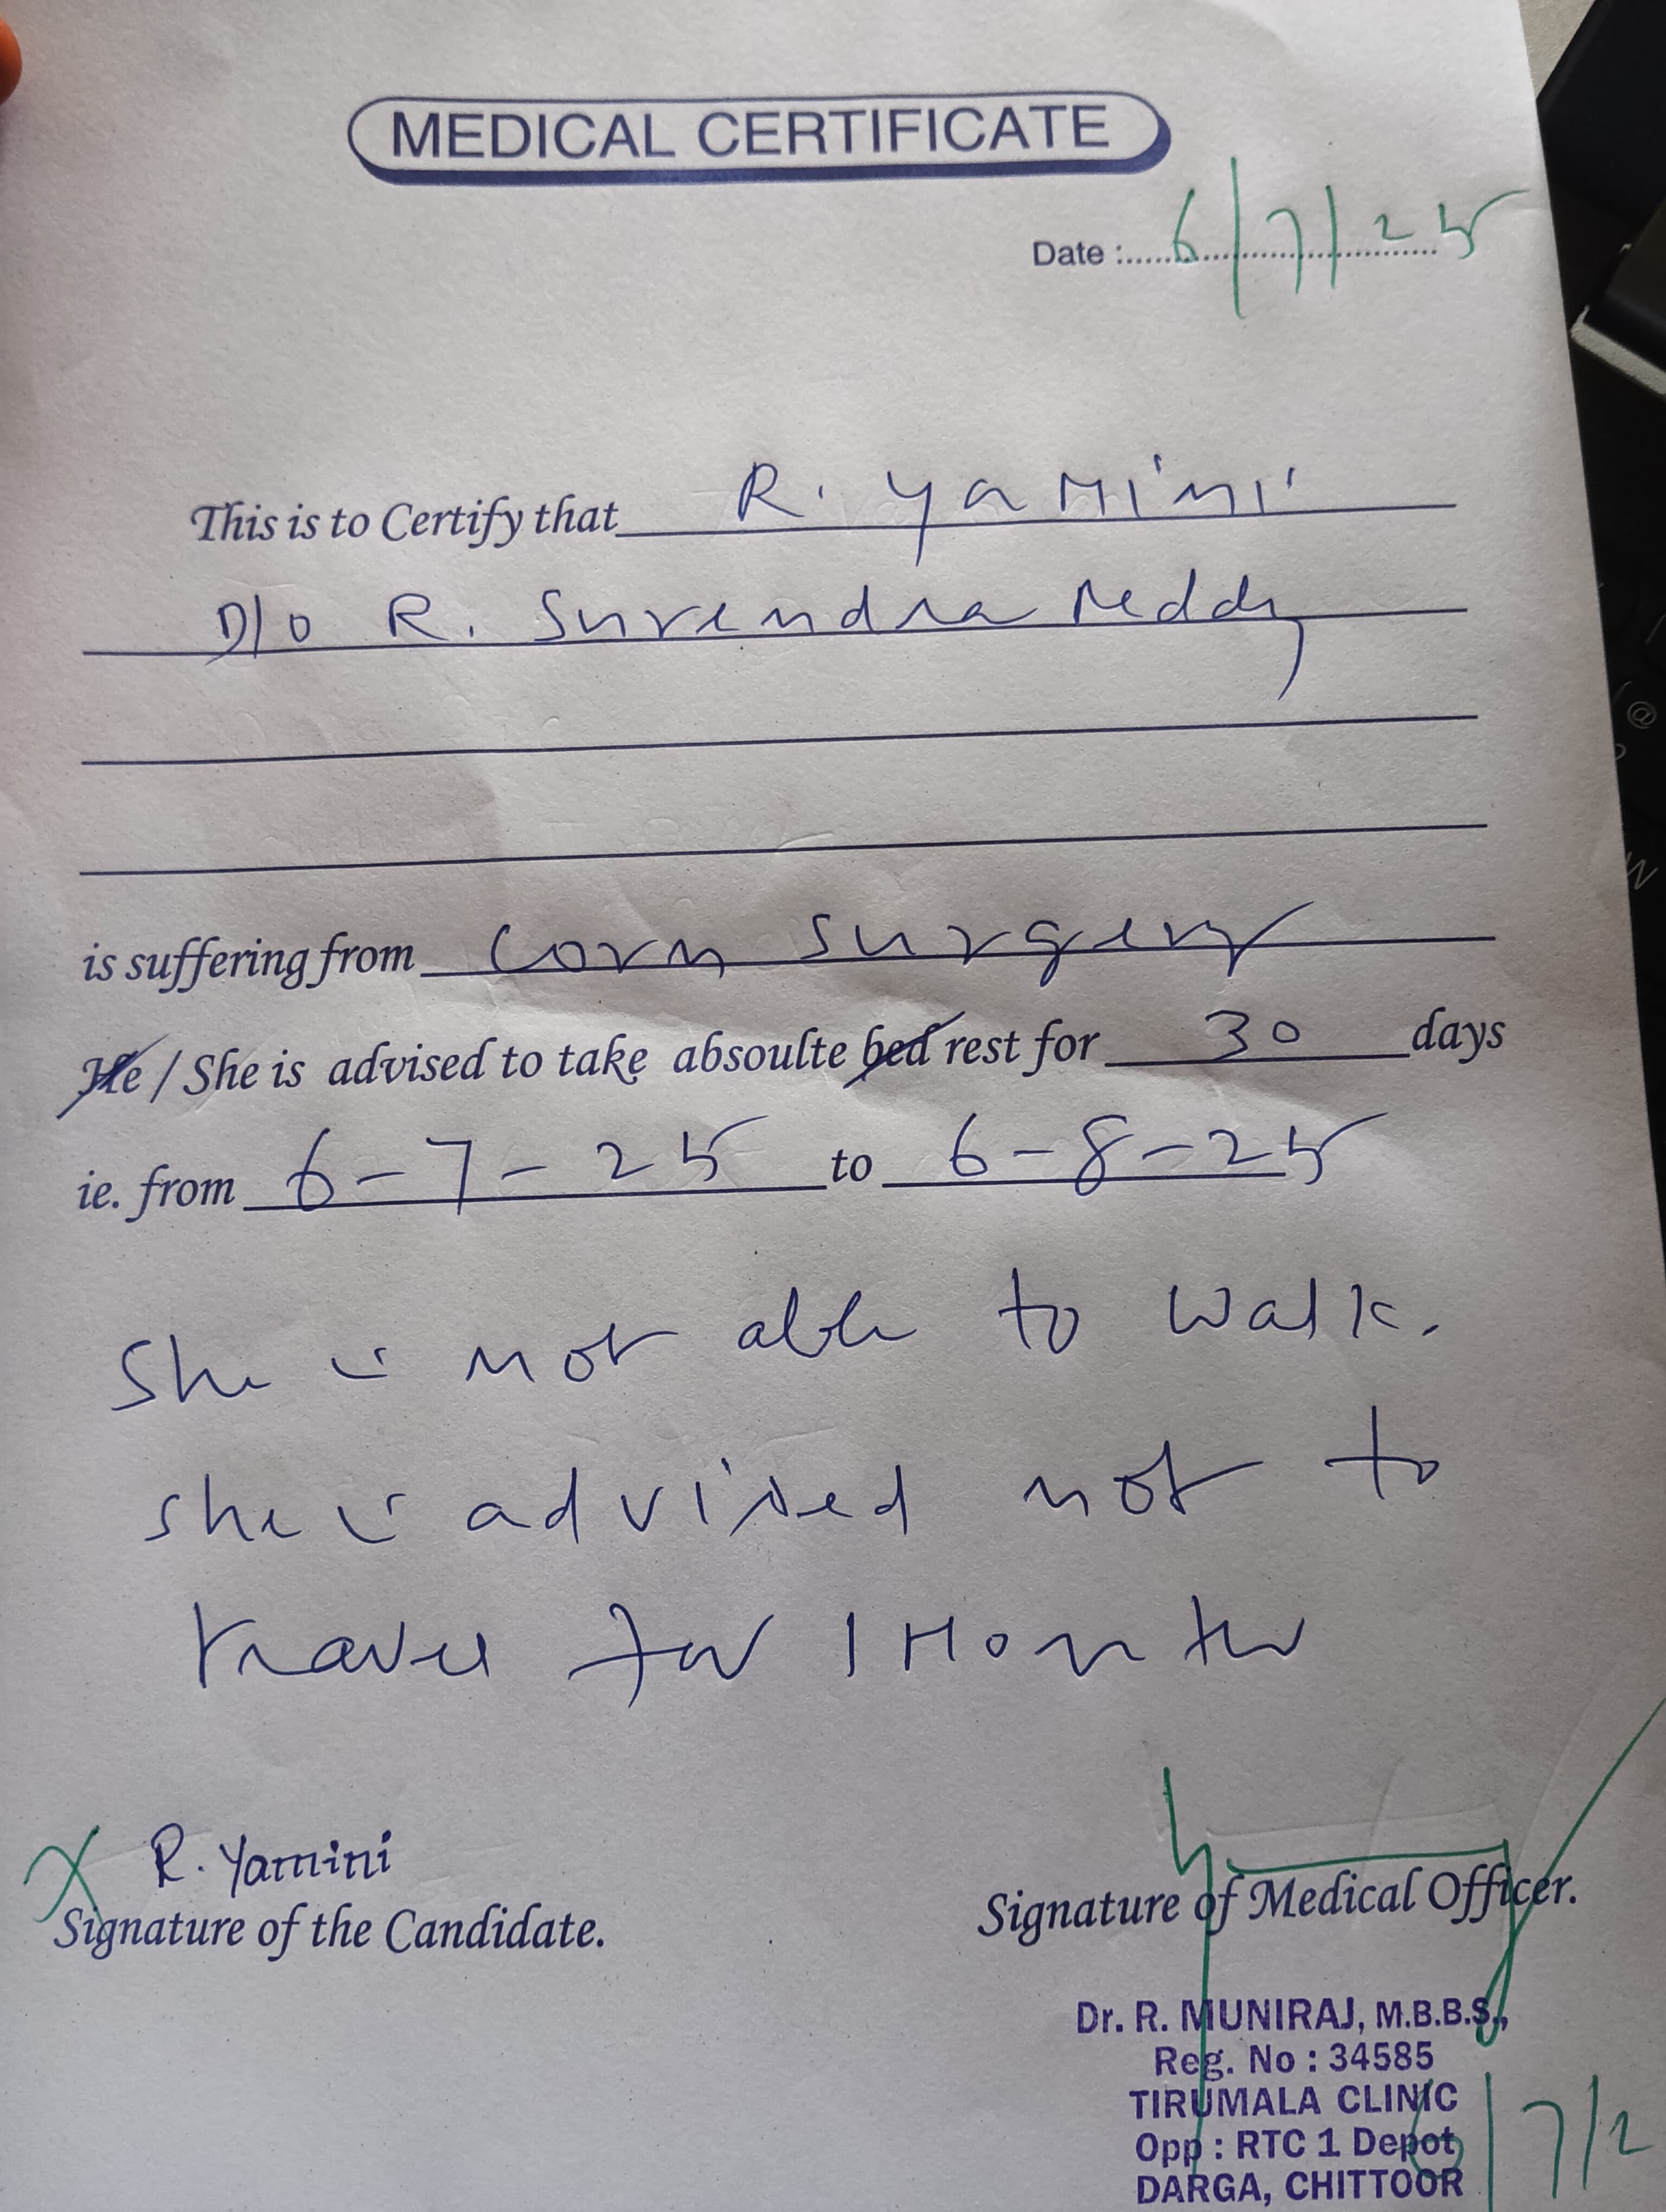 MEDICAL CERTIFICATE
Date :............ 6/7/25
This is to Certify that R. Yamini
D/o R. Surendra Reddy
is suffering from Corn Surgery
He / She is advised to take absoulte bed rest for 30 days
ie. from 6-7-25 to 6-8-25
She is not able to walk.
She is advised not to
travel for 1 Month
R. Yamini
Signature of the Candidate.
Signature of Medical Officer.
Dr. R. MUNIRAJ, M.B.B.S.,
Reg. No : 34585
TIRUMALA CLINIC
Opp : RTC 1 Depot
DARGA, CHITTOOR
6/7/2